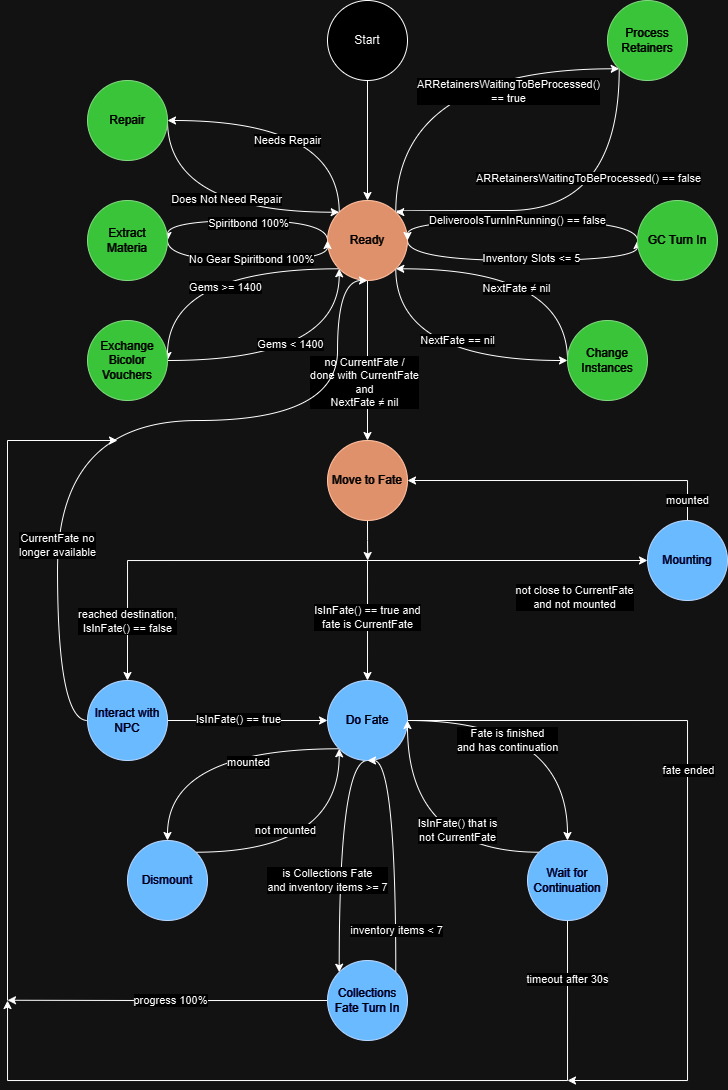 Start
Process
Retainers
ARRetainersWaitingToBeProcessed()
== true
Repair
Needs Repair
Does Not Need Repair
ARRetainersWaitingToBeProcessed() == false
Extract
Materia
Spiritbond 100%
No Gear Spiritbond 100%
Ready
DeliveroolsTurnInRunning() == false
Inventory Slots <= 5
GC Turn In
Gems >= 1400
NextFate ≠ nil
Exchange
Bicolor
Vouchers
Gems < 1400
NextFate == nil
Change
Instances
no CurrentFate /
done with CurrentFate
and
NextFate ≠ nil
Move to Fate
mounted
CurrentFate no
longer available
Mounting
not close to CurrentFate
and not mounted
reached destination,
IsInFate() == false
IsInFate() == true and
fate is CurrentFate
Interact with
NPC
IsInFate() == true
Do Fate
Fate is finished
and has continuation
fate ended
mounted
not mounted
IsInFate() that is
not CurrentFate
Dismount
is Collections Fate
and inventory items >= 7
Wait for
Continuation
inventory items < 7
timeout after 30s
Collections
Fate Turn In
progress 100%